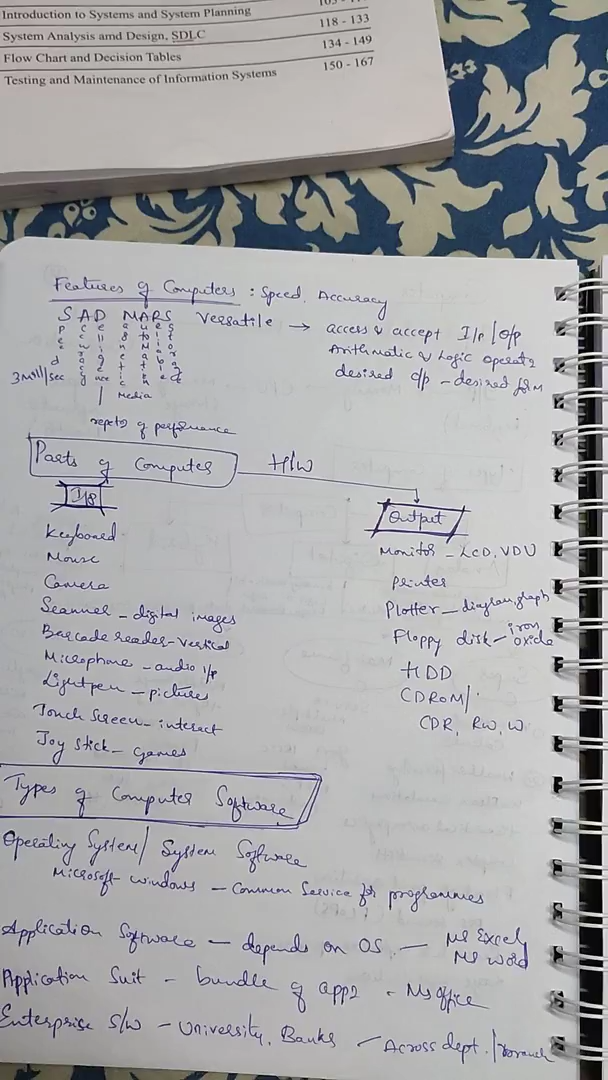 Introduction to Systems and System Planning
System Analysis amd Design, SDLC 118 - 133
Flow Chart and Decision Tables 134 - 149
Testing and Maintenance of Information Systems 150 - 167
Features of Computers : Speed, Accuracy
S A D M A R S Versatile → access & accept I/p / O/p
Arithmatic & Logic operatn
3 Mill/sec desired o/p - desired form
Media
repetn of performance
Parts of Computer H/W
I/p Output
Keyboard Monitor - LCD, VDU
Mouse Printer
Camera Plotter - diagram, graph
Scanner - digital images Floppy disk - iron oxide
Barcode reader - vertical HDD
Microphone - audio i/p CDROM/
Lightpen - pictures CDR, RW, W
Touch Screen - interact
Joy stick - games
Types of Computer Software
Operating System/ System Software
Microsoft - windows - Common Service for programmes
Application Software - depends on OS - MS Excel
MS word
Application Suit - bundle of appn - Ms office
Enterprise S/w - University, Banks - Across dept. / branch